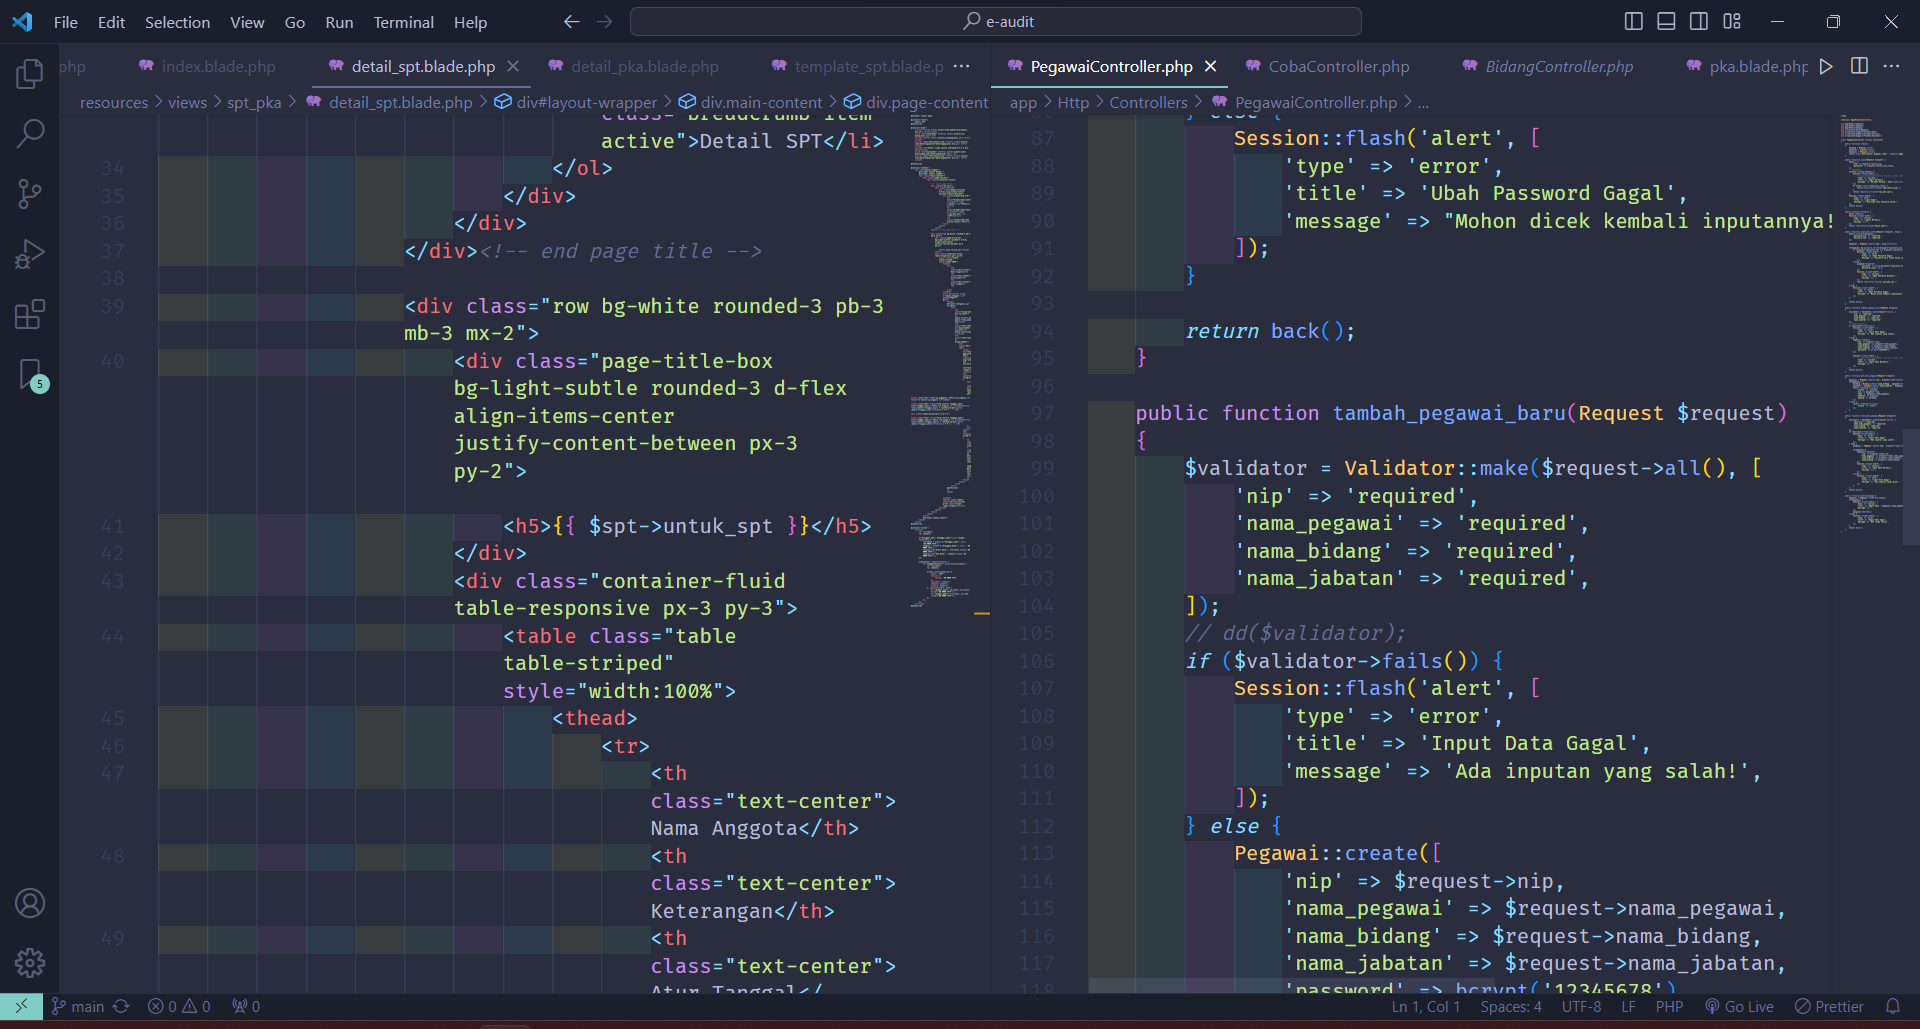 File Edit Selection View Go Run Terminal Help
e-audit
php index.blade.php detail_spt.blade.php detail_pka.blade.php template_spt.blade.p
resources > views > spt_pka > detail_spt.blade.php > div#layout-wrapper > div.main-content > div.page-content
class="breadcrumb-item
active">Detail SPT</li>
34 </ol>
35 </div>
36 </div>
37 </div><!-- end page title -->
38
39 <div class="row bg-white rounded-3 pb-3
mb-3 mx-2">
40 <div class="page-title-box
bg-light-subtle rounded-3 d-flex
align-items-center
justify-content-between px-3
py-2">
41 <h5>{{ $spt->untuk_spt }}</h5>
42 </div>
43 <div class="container-fluid
table-responsive px-3 py-3">
44 <table class="table
table-striped"
style="width:100%">
45 <thead>
46 <tr>
47 <th
class="text-center">
Nama Anggota</th>
48 <th
class="text-center">
Keterangan</th>
49 <th
class="text-center">
Atur Tanggal</
PegawaiController.php CobaController.php BidangController.php pka.blade.php
app > Http > Controllers > PegawaiController.php > ...
} else {
87 Session::flash('alert', [
88 'type' => 'error',
89 'title' => 'Ubah Password Gagal',
90 'message' => "Mohon dicek kembali inputannya!
91 ]);
92 }
93
94 return back();
95 }
96
97 public function tambah_pegawai_baru(Request $request)
98 {
99 $validator = Validator::make($request->all(), [
100 'nip' => 'required',
101 'nama_pegawai' => 'required',
102 'nama_bidang' => 'required',
103 'nama_jabatan' => 'required',
104 ]);
105 // dd($validator);
106 if ($validator->fails()) {
107 Session::flash('alert', [
108 'type' => 'error',
109 'title' => 'Input Data Gagal',
110 'message' => 'Ada inputan yang salah!',
111 ]);
112 } else {
113 Pegawai::create([
114 'nip' => $request->nip,
115 'nama_pegawai' => $request->nama_pegawai,
116 'nama_bidang' => $request->nama_bidang,
117 'nama_jabatan' => $request->nama_jabatan,
118 'password' => bcrypt('12345678')
5
main 0 0 0
Ln 1, Col 1 Spaces: 4 UTF-8 LF PHP Go Live Prettier